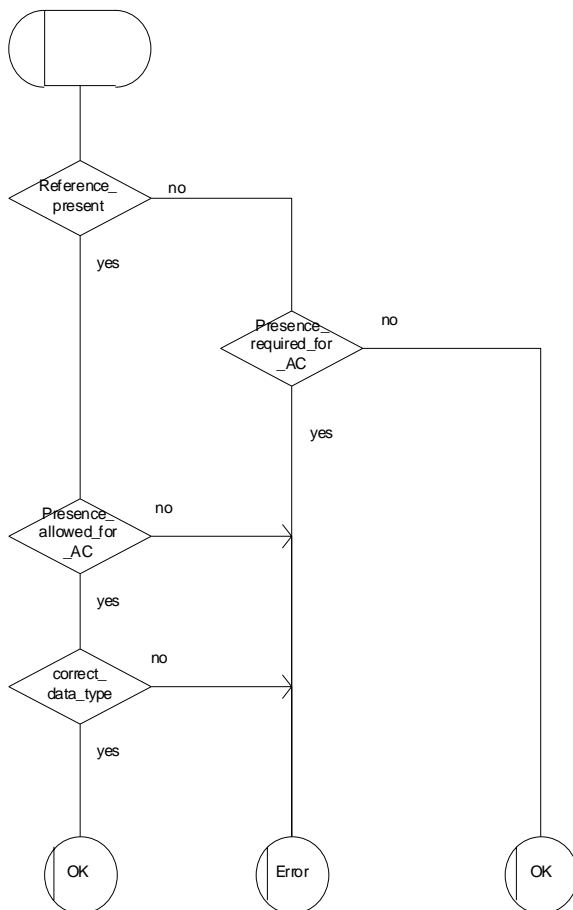 Reference_
present
no
yes
Presence_
required_for
_AC
no
yes
Presence_
allowed_for
_AC
no
yes
correct_
data_type
no
yes
OK
Error
OK